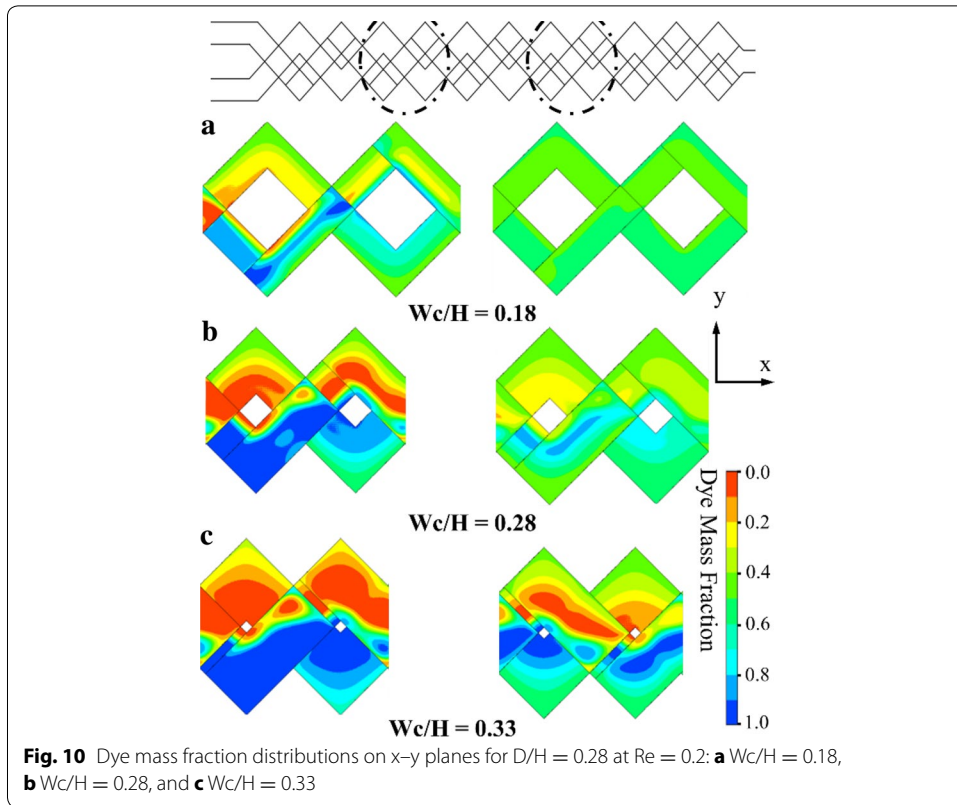 a
Wc/H = 0.18
y
x
b
Wc/H = 0.28
Dye Mass Fraction
0.0
0.2
0.4
0.6
0.8
1.0
c
Wc/H = 0.33
Fig. 10 Dye mass fraction distributions on x–y planes for D/H = 0.28 at Re = 0.2: a Wc/H = 0.18,
b Wc/H = 0.28, and c Wc/H = 0.33